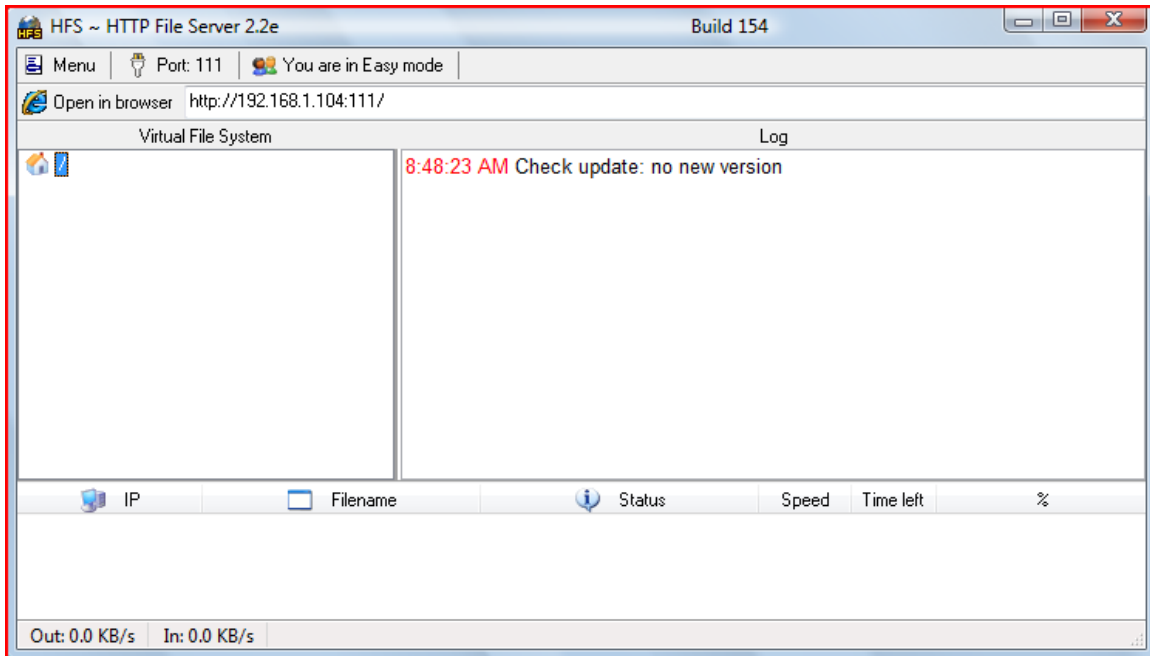 HFS ~ HTTP File Server 2.2e Build 154
Menu Port: 111 You are in Easy mode
Open in browser http://192.168.1.104:111/
Virtual File System Log
/ 8:48:23 AM Check update: no new version
IP Filename Status Speed Time left %
Out: 0.0 KB/s In: 0.0 KB/s